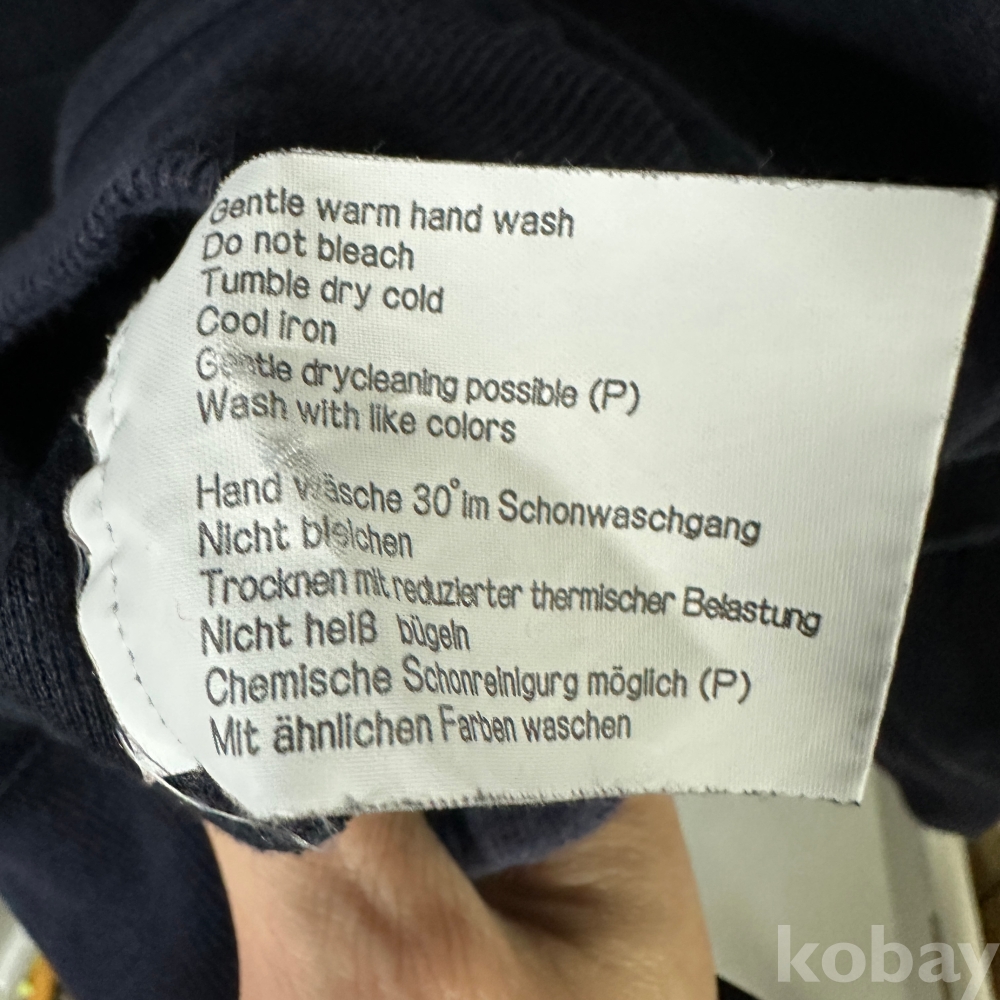 Gentle warm hand wash
Do not bleach
Tumble dry cold
Cool iron
Gentle drycleaning possible (P)
Wash with like colors
Hand wäsche 30° im Schonwaschgang
Nicht bleichen
Trocknen mit reduzierter thermischer Belastung
Nicht heiß bügeln
Chemische Schonreinigurg möglich (P)
Mit ähnlichen Farben waschen
kobay